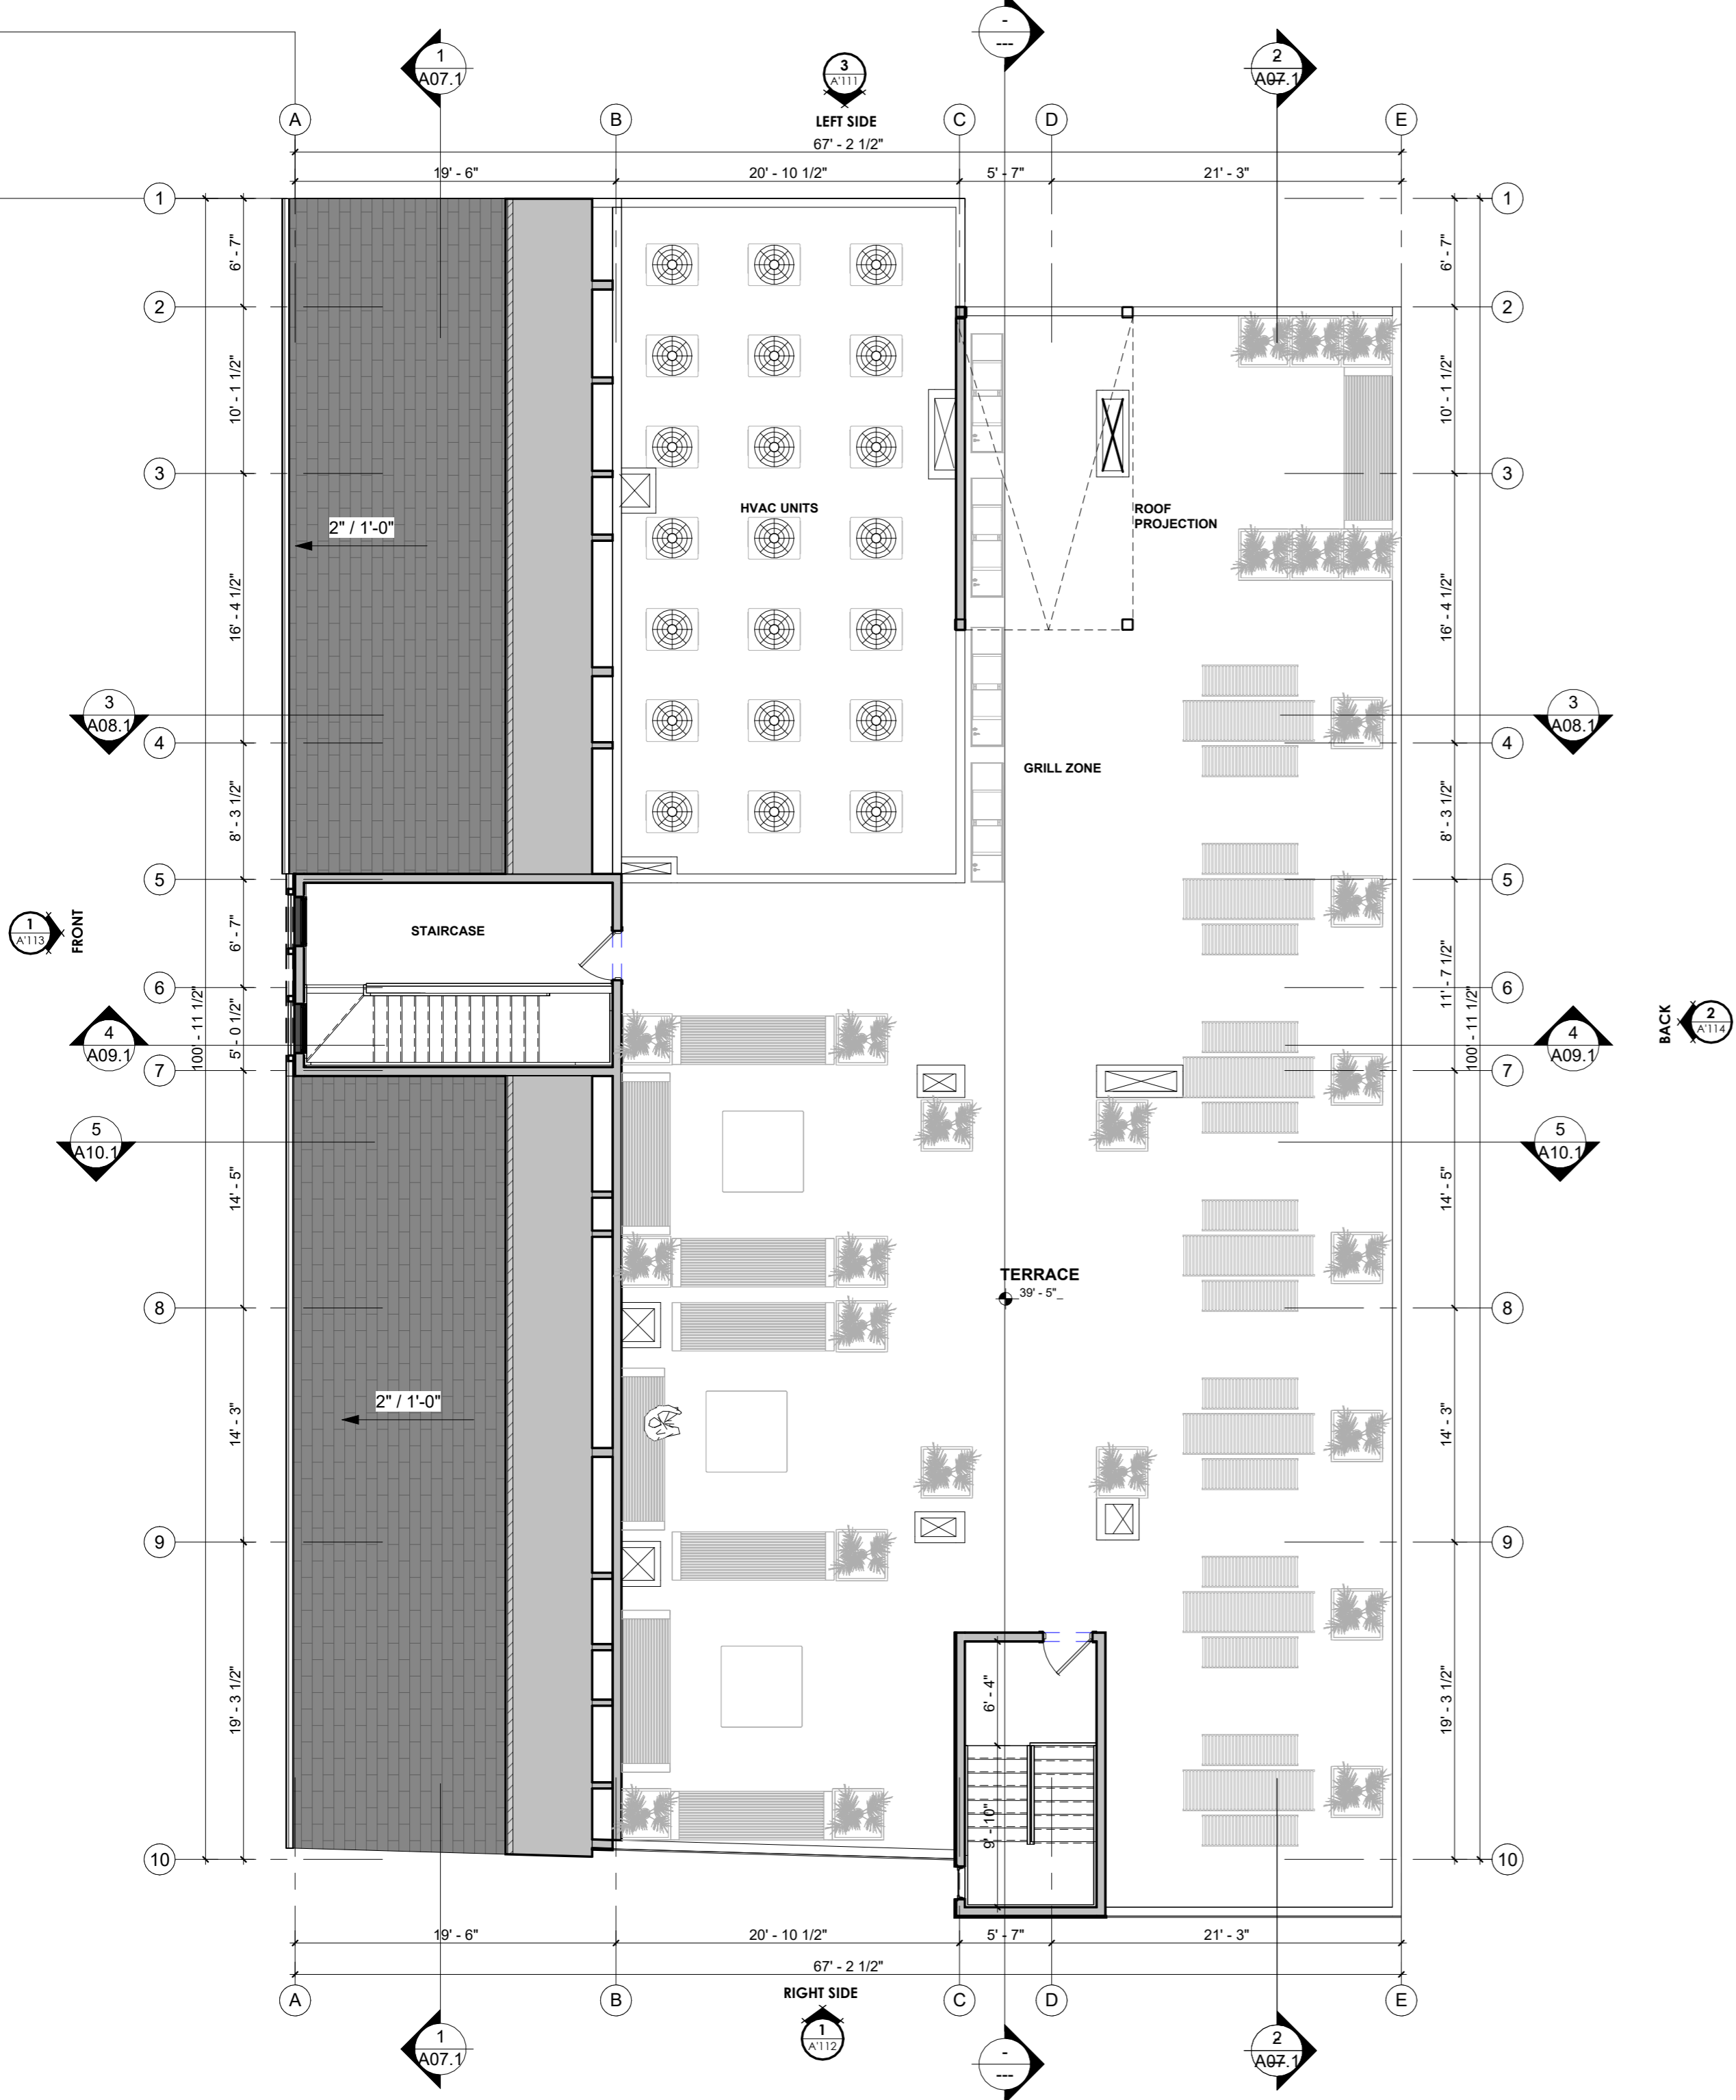 -
---
1
A07.1
3
A'111
LEFT SIDE
2
A07.1
A
B
C
D
E
67' - 2 1/2"
19' - 6"
20' - 10 1/2"
5' - 7"
21' - 3"
1
1
6' - 7"
6' - 7"
2
2
10' - 1 1/2"
10' - 1 1/2"
3
3
HVAC UNITS
ROOF
PROJECTION
2" / 1'-0"
16' - 4 1/2"
16' - 4 1/2"
3
A08.1
3
A08.1
4
4
GRILL ZONE
8' - 3 1/2"
8' - 3 1/2"
5
5
1
A'113
FRONT
6' - 7"
STAIRCASE
6
6
11' - 7 1/2"
100' - 11 1/2"
100' - 11 1/2"
5' - 0 1/2"
4
A09.1
4
A09.1
BACK
2
A'114
7
7
5
A10.1
5
A10.1
14' - 5"
14' - 5"
TERRACE
39' - 5"
8
8
2" / 1'-0"
14' - 3"
14' - 3"
9
9
6' - 4"
19' - 3 1/2"
19' - 3 1/2"
9' - 10"
10
10
19' - 6"
20' - 10 1/2"
5' - 7"
21' - 3"
67' - 2 1/2"
RIGHT SIDE
A
B
C
D
E
1
A07.1
1
A'112
-
---
2
A07.1